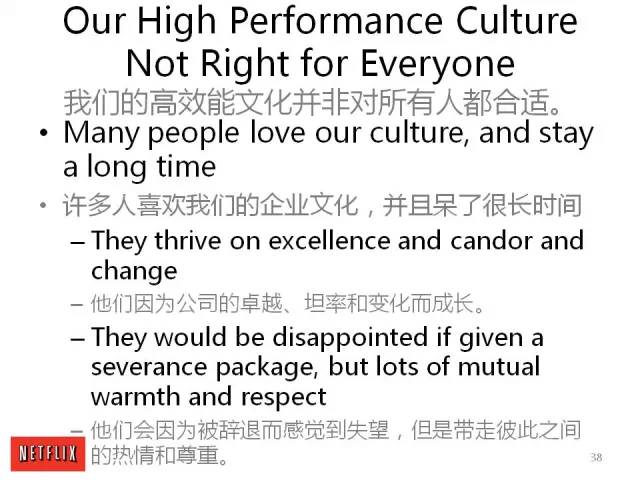 Our High Performance Culture
Not Right for Everyone
我们的高效能文化并非对所有人都合适。
• Many people love our culture, and stay
a long time
• 许多人喜欢我们的企业文化，并且呆了很长时间
– They thrive on excellence and candor and
change
– 他们因为公司的卓越、坦率和变化而成长。
– They would be disappointed if given a
severance package, but lots of mutual
warmth and respect
– 他们会因为被辞退而感觉到失望，但是带走彼此之间
的热情和尊重。
NETFLIX
38